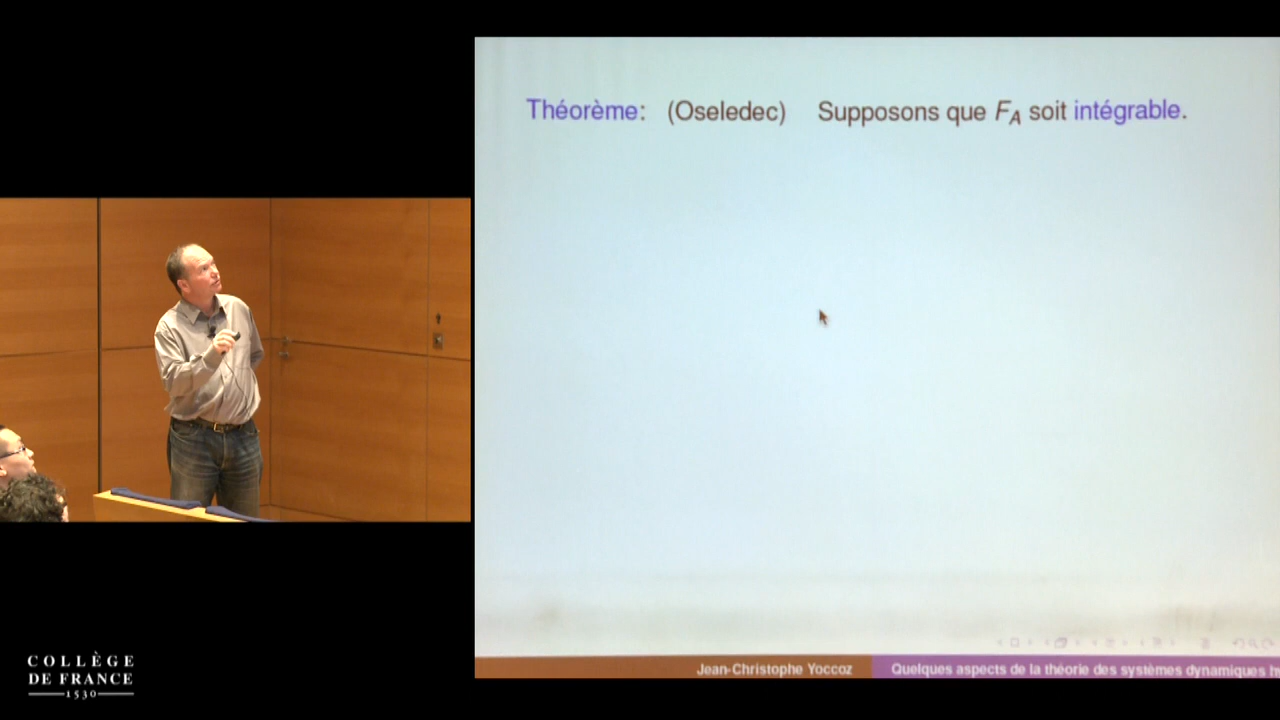 Théorème: (Oseledec) Supposons que F_A soit intégrable.
Jean-Christophe Yoccoz Quelques aspects de la théorie des systèmes dynamiques
COLLÈGE
DE FRANCE
1530